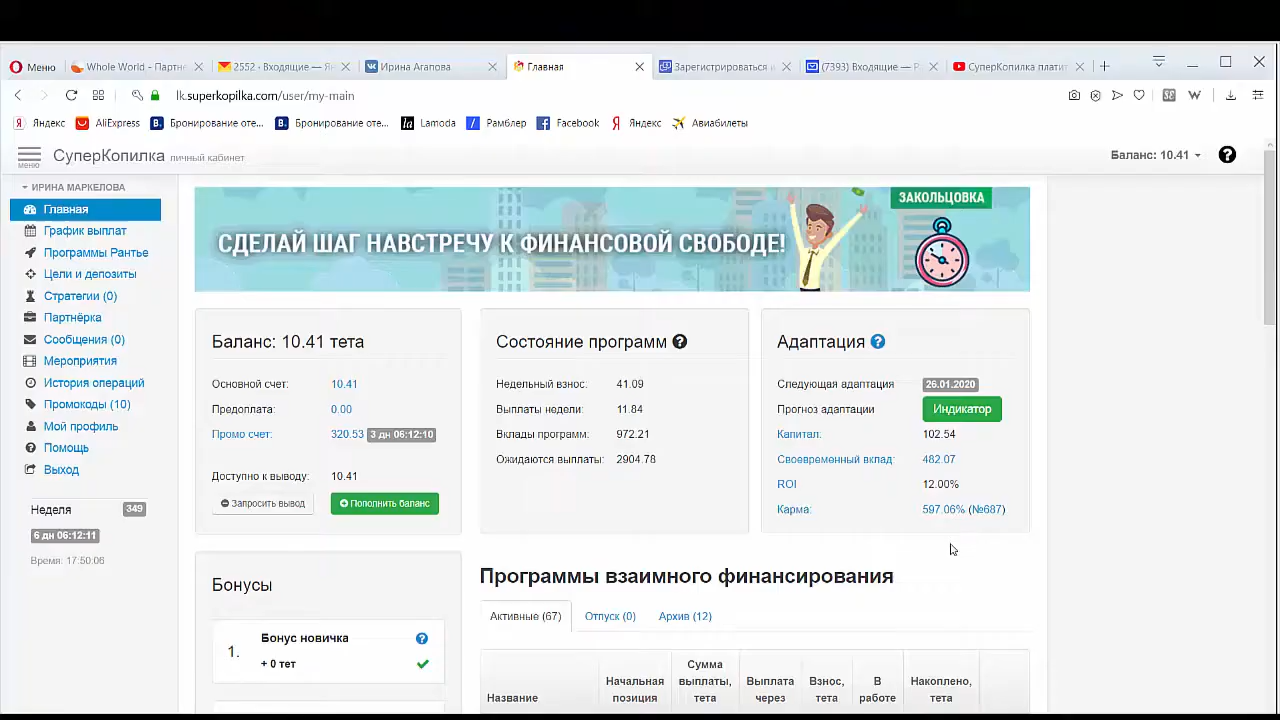 Меню
Whole World - Партн
2552 · Входящие — Я
Ирина Агапова
Главная
Зарегистрироваться
(7393) Входящие — Р
СуперКопилка плати
lk.superkopilka.com/user/my-main
Яндекс
AliExpress
Бронирование оте...
Бронирование оте...
Lamoda
Рамблер
Facebook
Яндекс
Авиабилеты
меню
СуперКопилка личный кабинет
Баланс: 10.41
ИРИНА МАРКЕЛОВА
Главная
График выплат
Программы Рантье
Цели и депозиты
Стратегии (0)
Партнёрка
Сообщения (0)
Мероприятия
История операций
Промокоды (10)
Мой профиль
Помощь
Выход
Неделя 349
6 дн 06:12:11
Время: 17:50:06
СДЕЛАЙ ШАГ НАВСТРЕЧУ К ФИНАНСОВОЙ СВОБОДЕ!
ЗАКОЛЬЦОВКА
Баланс: 10.41 тета
Основной счет: 10.41
Предоплата: 0.00
Промо счет: 320.53 3 дн 06:12:10
Доступно к выводу: 10.41
Запросить вывод
Пополнить баланс
Состояние программ
Недельный взнос: 41.09
Выплаты недели: 11.84
Вклады программ: 972.21
Ожидаются выплаты: 2904.78
Адаптация
Следующая адаптация 26.01.2020
Прогноз адаптации Индикатор
Капитал: 102.54
Своевременный вклад: 482.07
ROI 12.00%
Карма: 597.06% (№687)
Бонусы
1. Бонус новичка
+ 0 тет
Программы взаимного финансирования
Активные (67)
Отпуск (0)
Архив (12)
Название
Начальная позиция
Сумма выплаты, тета
Выплата через
Взнос, тета
В работе
Накоплено, тета